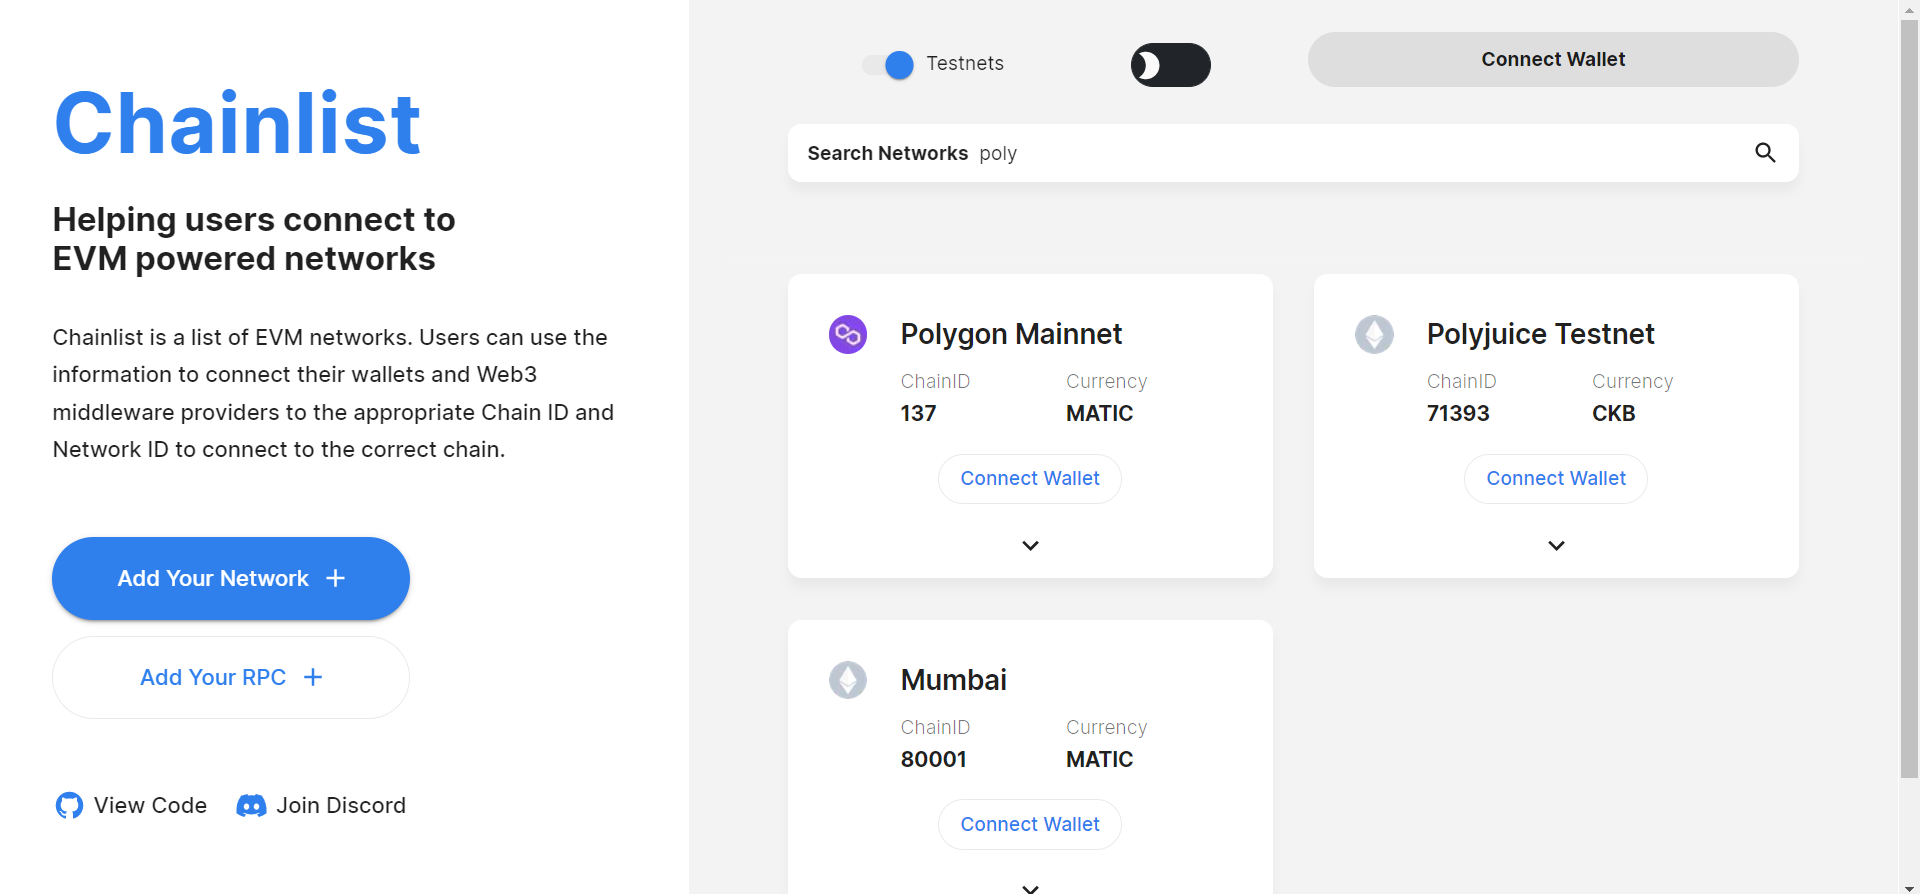 Chainlist
Helping users connect to
EVM powered networks
Chainlist is a list of EVM networks. Users can use the
information to connect their wallets and Web3
middleware providers to the appropriate Chain ID and
Network ID to connect to the correct chain.
Add Your Network +
Add Your RPC +
View Code Join Discord
Testnets
Connect Wallet
Search Networks poly
Polygon Mainnet
ChainID Currency
137 MATIC
Connect Wallet
Polyjuice Testnet
ChainID Currency
71393 CKB
Connect Wallet
Mumbai
ChainID Currency
80001 MATIC
Connect Wallet